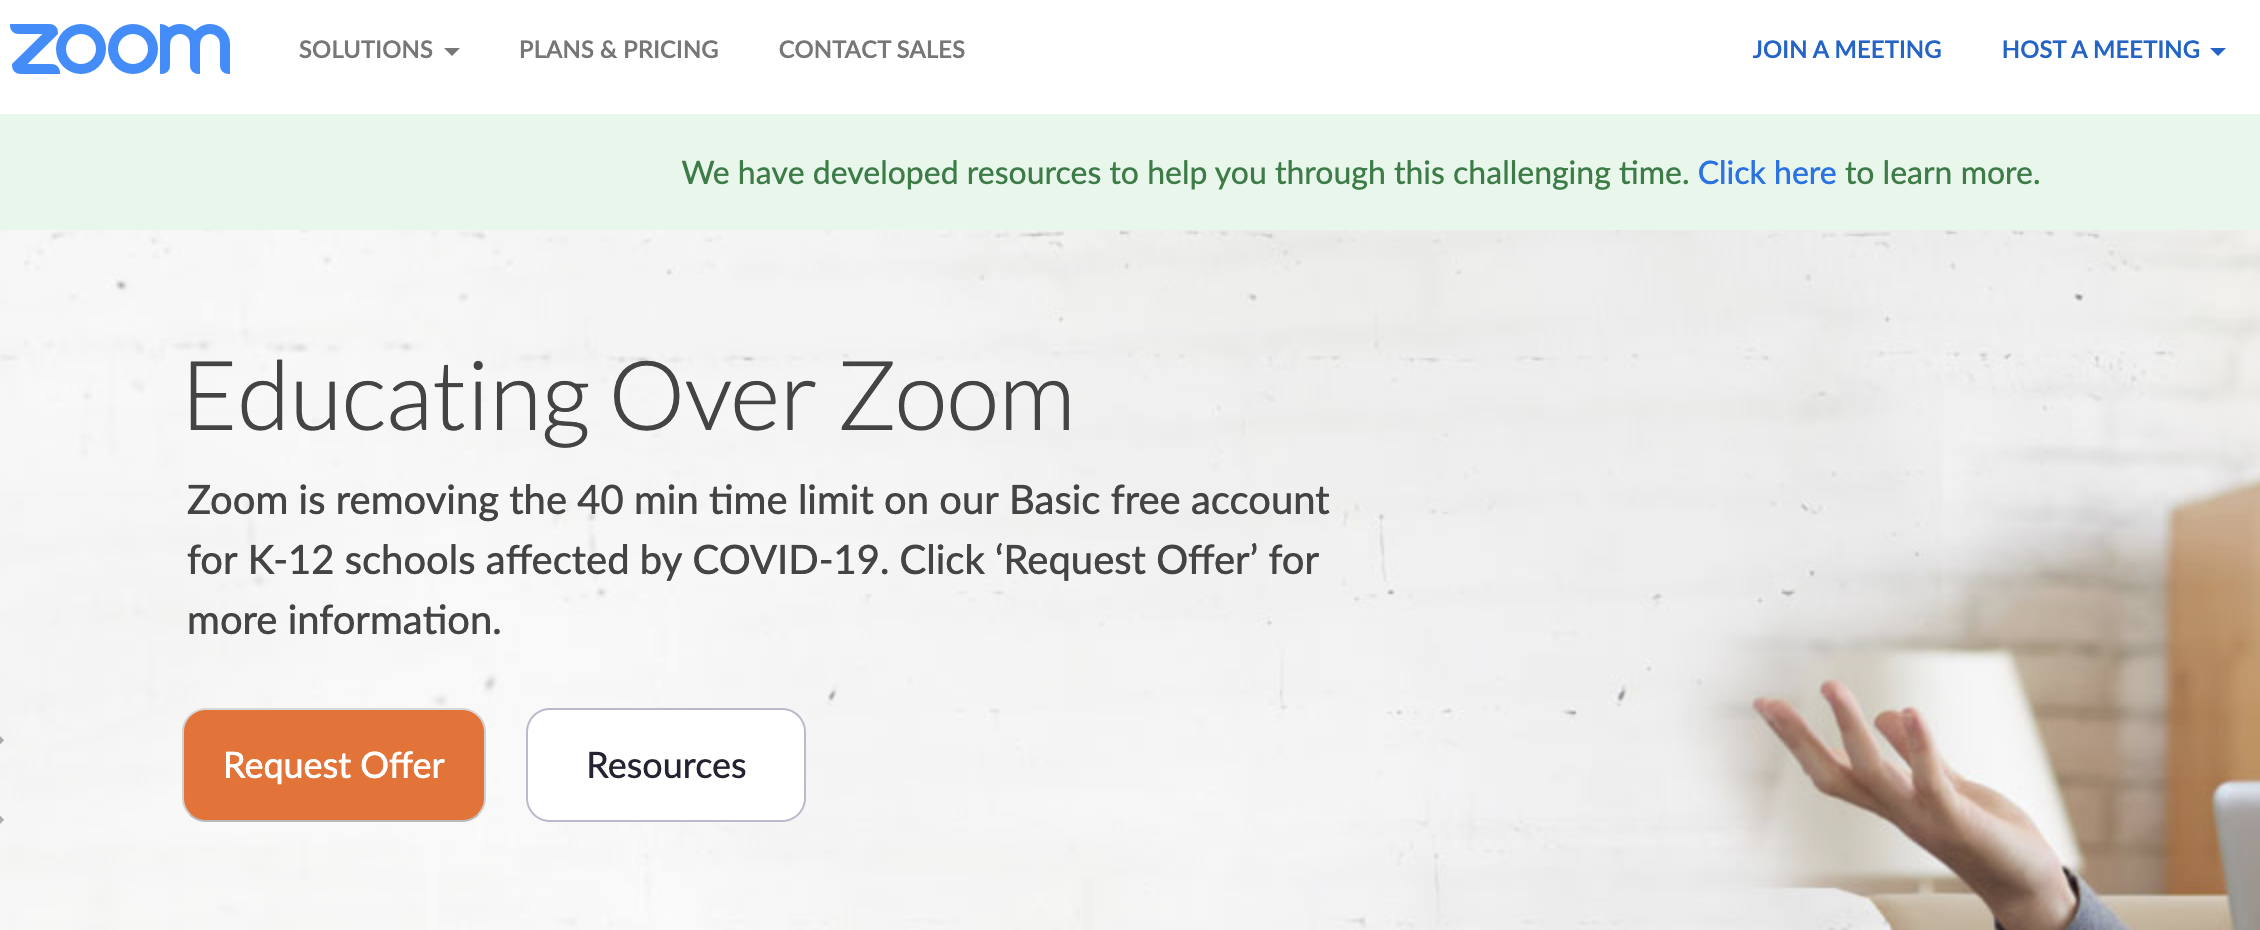 zoom
SOLUTIONS
PLANS & PRICING
CONTACT SALES
JOIN A MEETING
HOST A MEETING
We have developed resources to help you through this challenging time. Click here to learn more.
Educating Over Zoom
Zoom is removing the 40 min time limit on our Basic free account
for K-12 schools affected by COVID-19. Click ‘Request Offer’ for
more information.
Request Offer
Resources